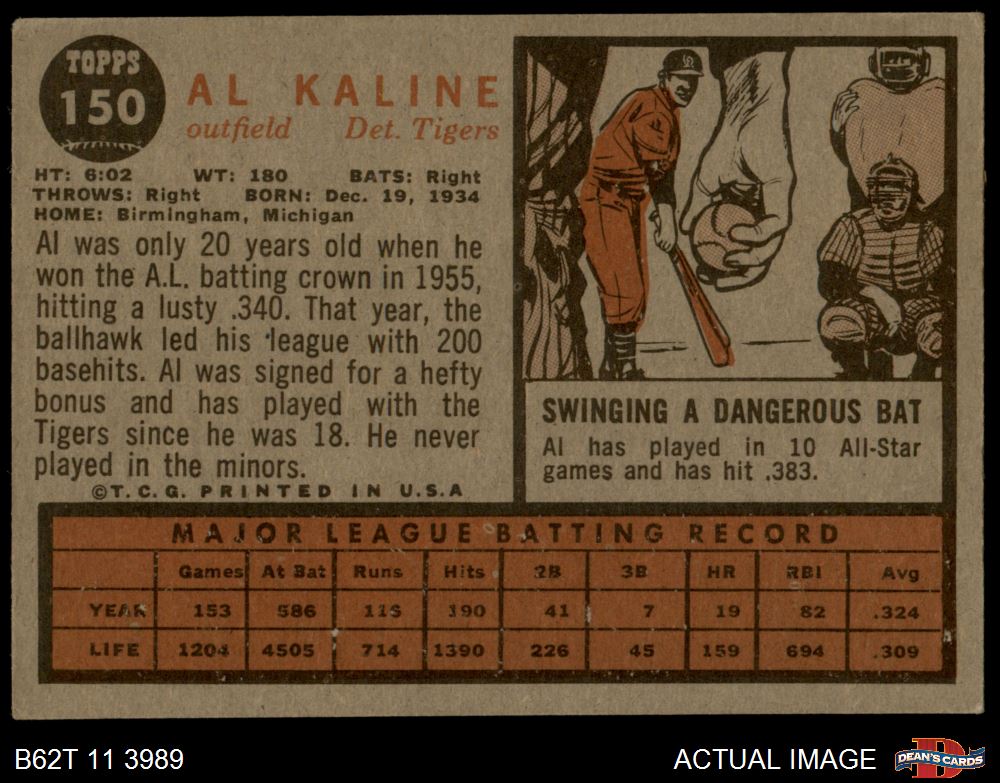 TOPPS
150
AL KALINE
outfield Det. Tigers
HT: 6:02 WT: 180 BATS: Right
THROWS: Right BORN: Dec. 19, 1934
HOME: Birmingham, Michigan
Al was only 20 years old when he
won the A.L. batting crown in 1955,
hitting a lusty .340. That year, the
ballhawk led his league with 200
basehits. Al was signed for a hefty
bonus and has played with the
Tigers since he was 18. He never
played in the minors.
©T.C.G. PRINTED IN U.S.A
SWINGING A DANGEROUS BAT
Al has played in 10 All-Star
games and has hit .383.
MAJOR LEAGUE BATTING RECORD
Games At Bat Runs Hits 2B 3B HR RBI Avg
YEAR 153 586 116 190 41 7 19 82 .324
LIFE 1204 4505 714 1390 226 45 159 694 .309
B62T 11 3989
ACTUAL IMAGE
D
DEAN'S CARDS